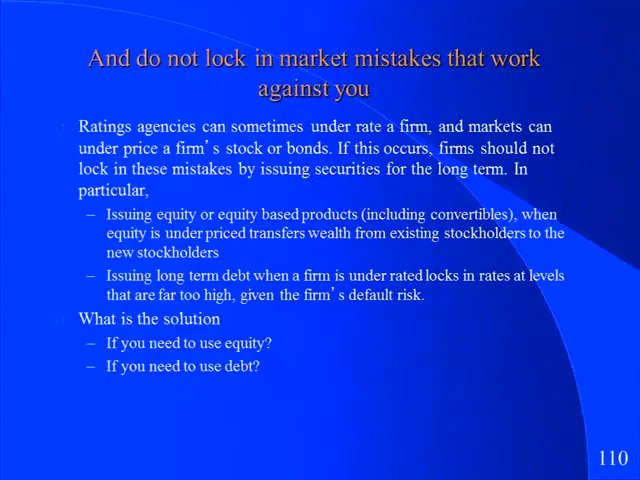 And do not lock in market mistakes that work
against you
Ratings agencies can sometimes under rate a firm, and markets can
under price a firm’s stock or bonds. If this occurs, firms should not
lock in these mistakes by issuing securities for the long term. In
particular,
– Issuing equity or equity based products (including convertibles), when
equity is under priced transfers wealth from existing stockholders to the
new stockholders
– Issuing long term debt when a firm is under rated locks in rates at levels
that are far too high, given the firm’s default risk.
What is the solution
– If you need to use equity?
– If you need to use debt?
110